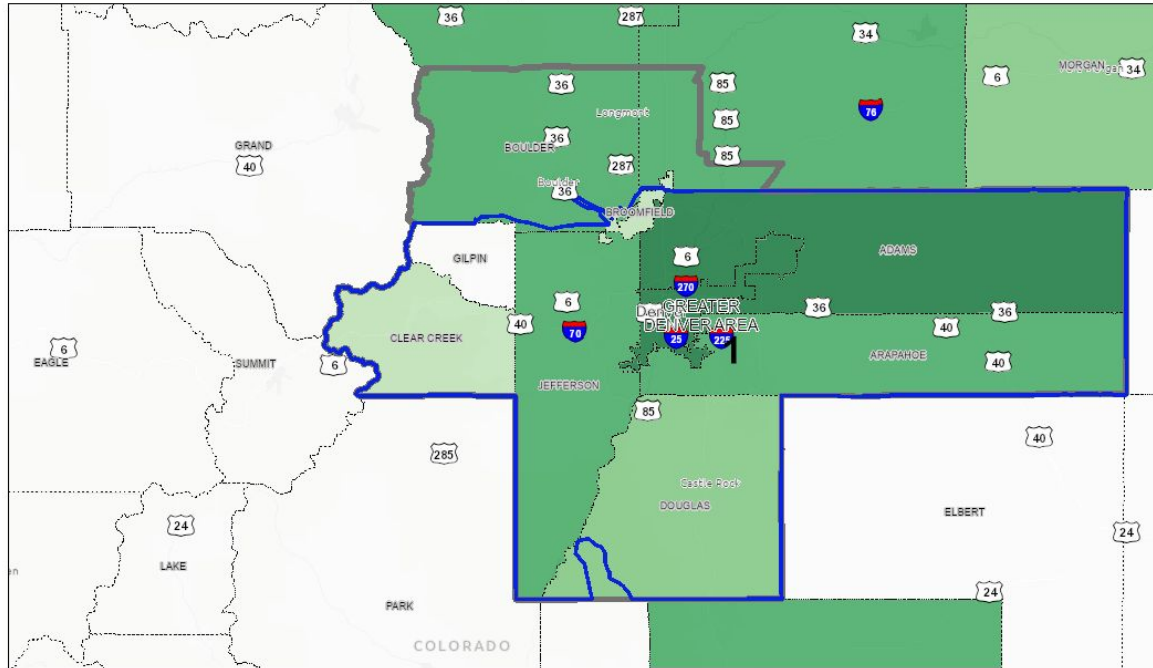 36
287
34
MORGAN
34
6
85
36
76
Longmont
85
36
GRAND
BOULDER
85
40
287
Boulder
36
BROOMFIELD
ADAMS
GILPIN
6
270
6
GREATER
DENVER AREA
36
36
40
70
40
CLEAR CREEK
25
225
1
ARAPAHOE
6
EAGLE
SUMMIT
6
40
JEFFERSON
85
40
285
Castle Rock
DOUGLAS
ELBERT
24
24
LAKE
en
24
PARK
COLORADO